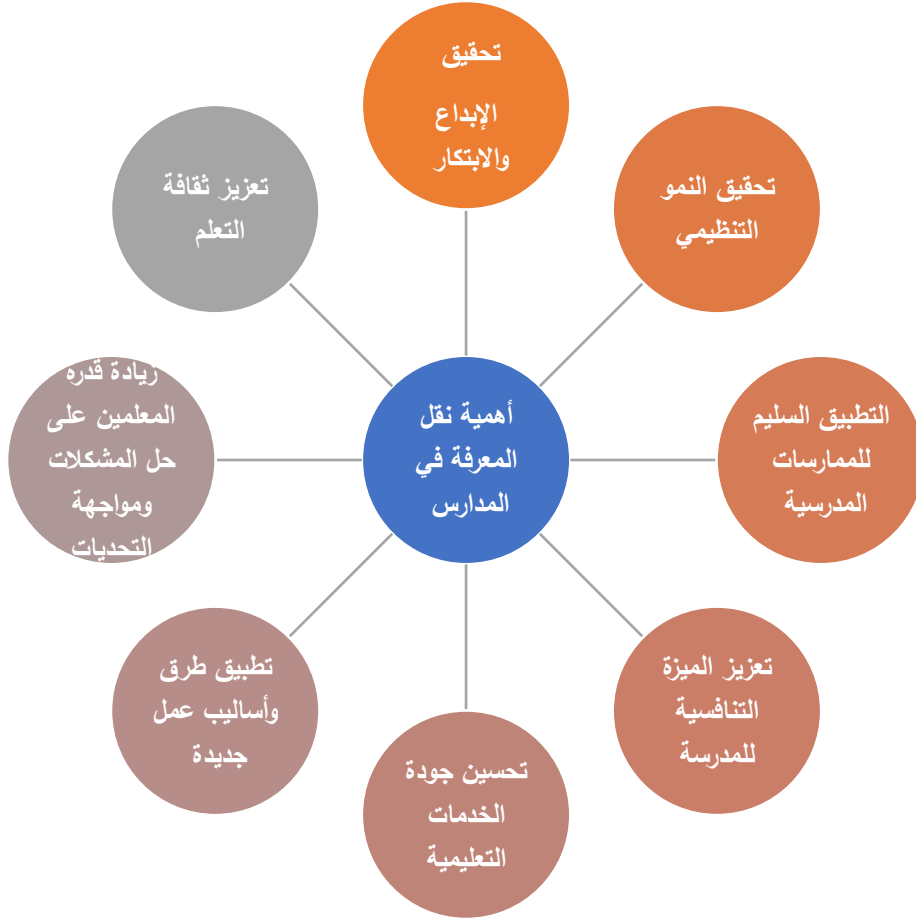 تحقيق
الإبداع
والابتكار
تحقيق النمو
التنظيمي
التطبيق السليم
للممارسات
المدرسية
تعزيز الميزة
التنافسية
للمدرسة
تحسين جودة
الخدمات
التعليمية
تطبيق طرق
وأساليب عمل
جديدة
زيادة قدره
المعلمين على
حل المشكلات
ومواجهة
التحديات
تعزيز ثقافة
التعلم
أهمية نقل
المعرفة في
المدارس